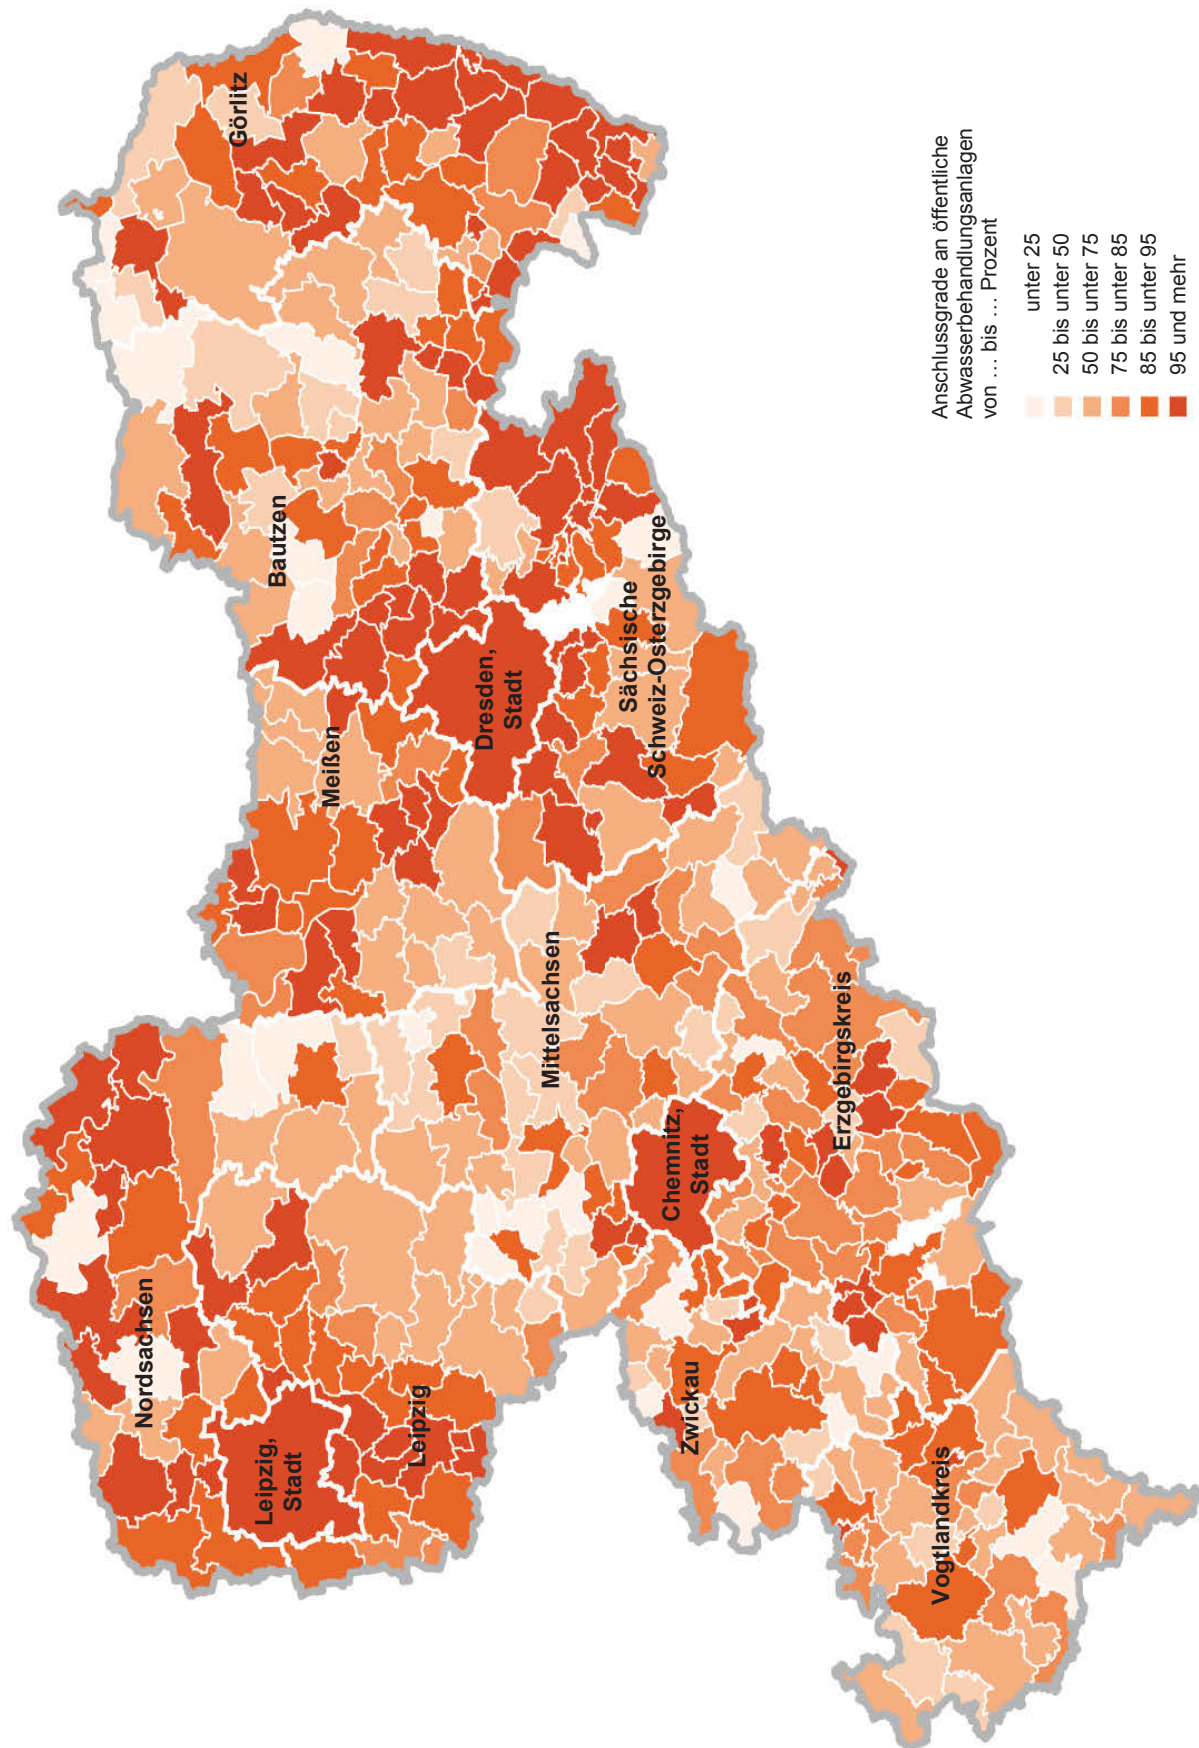 Nordsachsen
Leipzig,
Stadt
Leipzig
Meißen
Bautzen
Görlitz
Dresden,
Stadt
Sächsische
Schweiz-Osterzgebirge
Mittelsachsen
Chemnitz,
Stadt
Erzgebirgskreis
Zwickau
Vogtlandkreis
Anschlussgrade an öffentliche
Abwasserbehandlungsanlagen
von … bis … Prozent
unter 25
25 bis unter 50
50 bis unter 75
75 bis unter 85
85 bis unter 95
95 und mehr